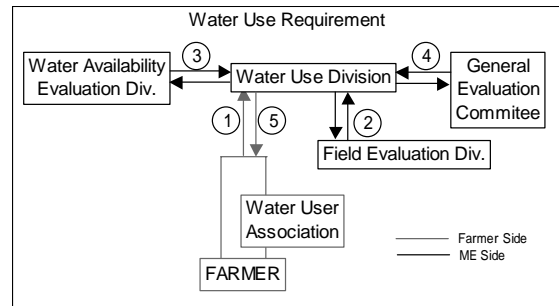 Water Use Requirement
3
4
Water Availability
Evaluation Div.
Water Use Division
General
Evaluation
Commitee
1
5
2
Field Evaluation Div.
Water User
Association
FARMER
Farmer Side
ME Side